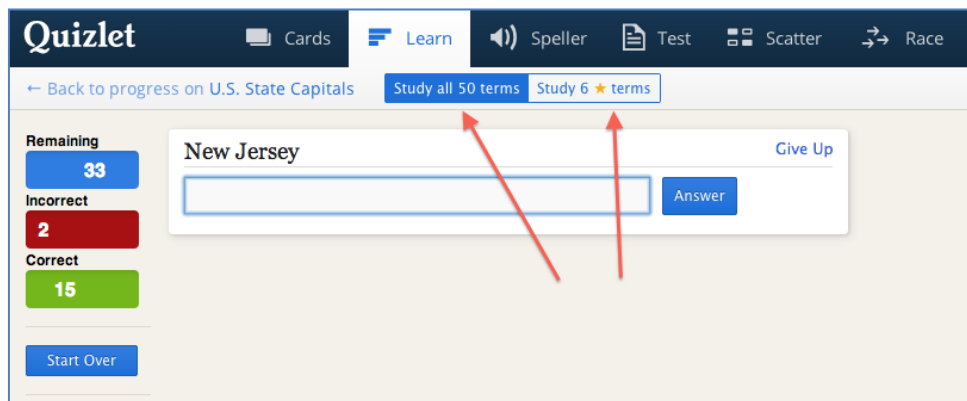 Quizlet
Cards
Learn
Speller
Test
Scatter
Race
← Back to progress on U.S. State Capitals
Study all 50 terms
Study 6 ★ terms
Remaining
33
Incorrect
2
Correct
15
Start Over
New Jersey
Give Up
Answer